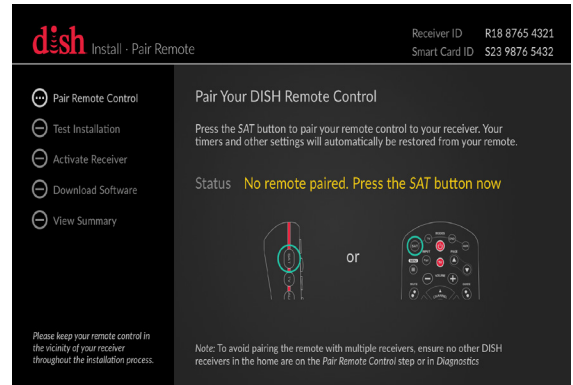 dish Install - Pair Remote
Receiver ID R18 8765 4321
Smart Card ID S23 9876 5432
Pair Remote Control
Test Installation
Activate Receiver
Download Software
View Summary
Please keep your remote control in
the vicinity of your receiver
throughout the installation process.
Pair Your DISH Remote Control
Press the SAT button to pair your remote control to your receiver. Your
timers and other settings will automatically be restored from your remote.
Status No remote paired. Press the SAT button now
or
Note: To avoid pairing the remote with multiple receivers, ensure no other DISH
receivers in the home are on the Pair Remote Control step or in Diagnostics